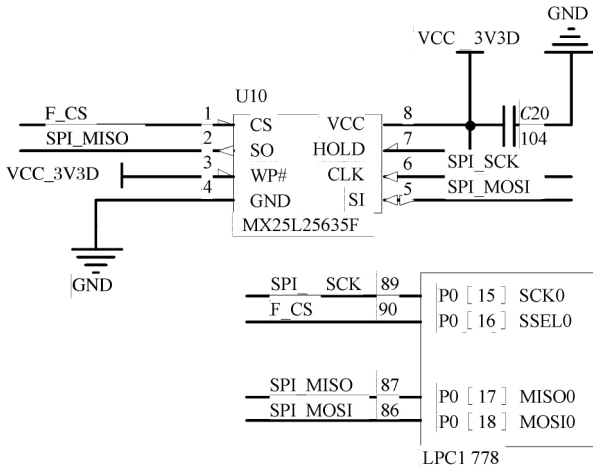 GND
VCC_3V3D
U10
F_CS 1 CS VCC 8 C20
SPI_MISO 2 SO HOLD 7 104
VCC_3V3D 3 WP# CLK 6 SPI_SCK
4 GND SI 5 SPI_MOSI
MX25L25635F
GND
SPI_SCK 89 P0[15] SCK0
F_CS 90 P0[16] SSEL0
SPI_MISO 87 P0[17] MISO0
SPI_MOSI 86 P0[18] MOSI0
LPC1 778